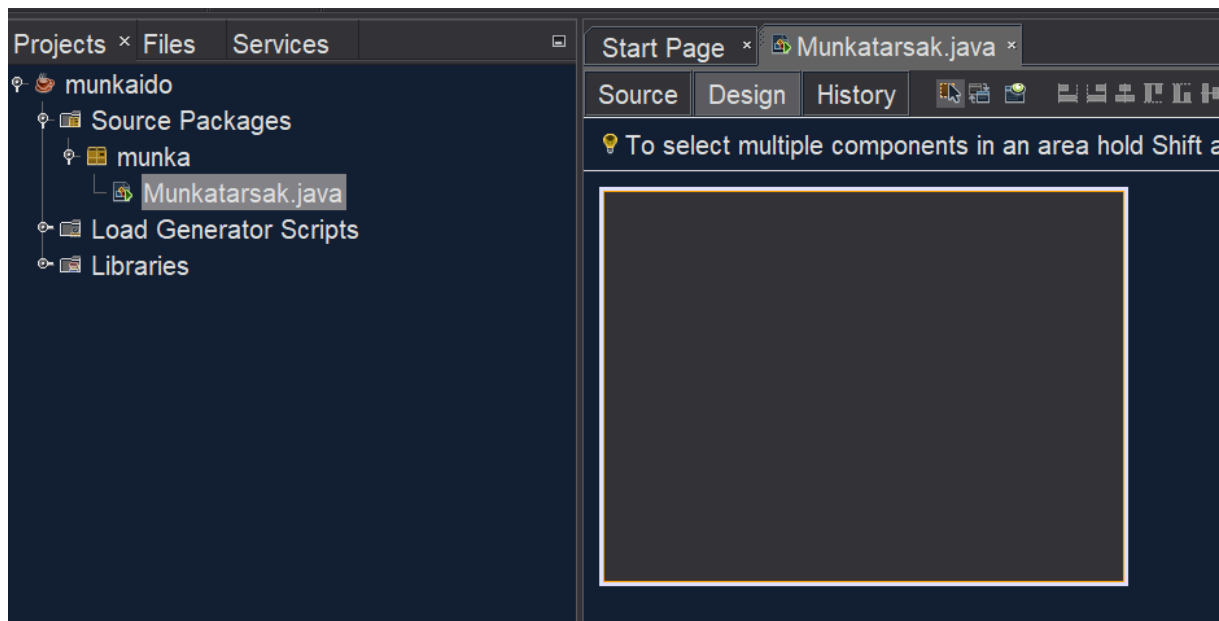 Projects × Files Services
munkaido
Source Packages
munka
Munkatarsak.java
Load Generator Scripts
Libraries
Start Page × Munkatarsak.java ×
Source Design History
To select multiple components in an area hold Shift a